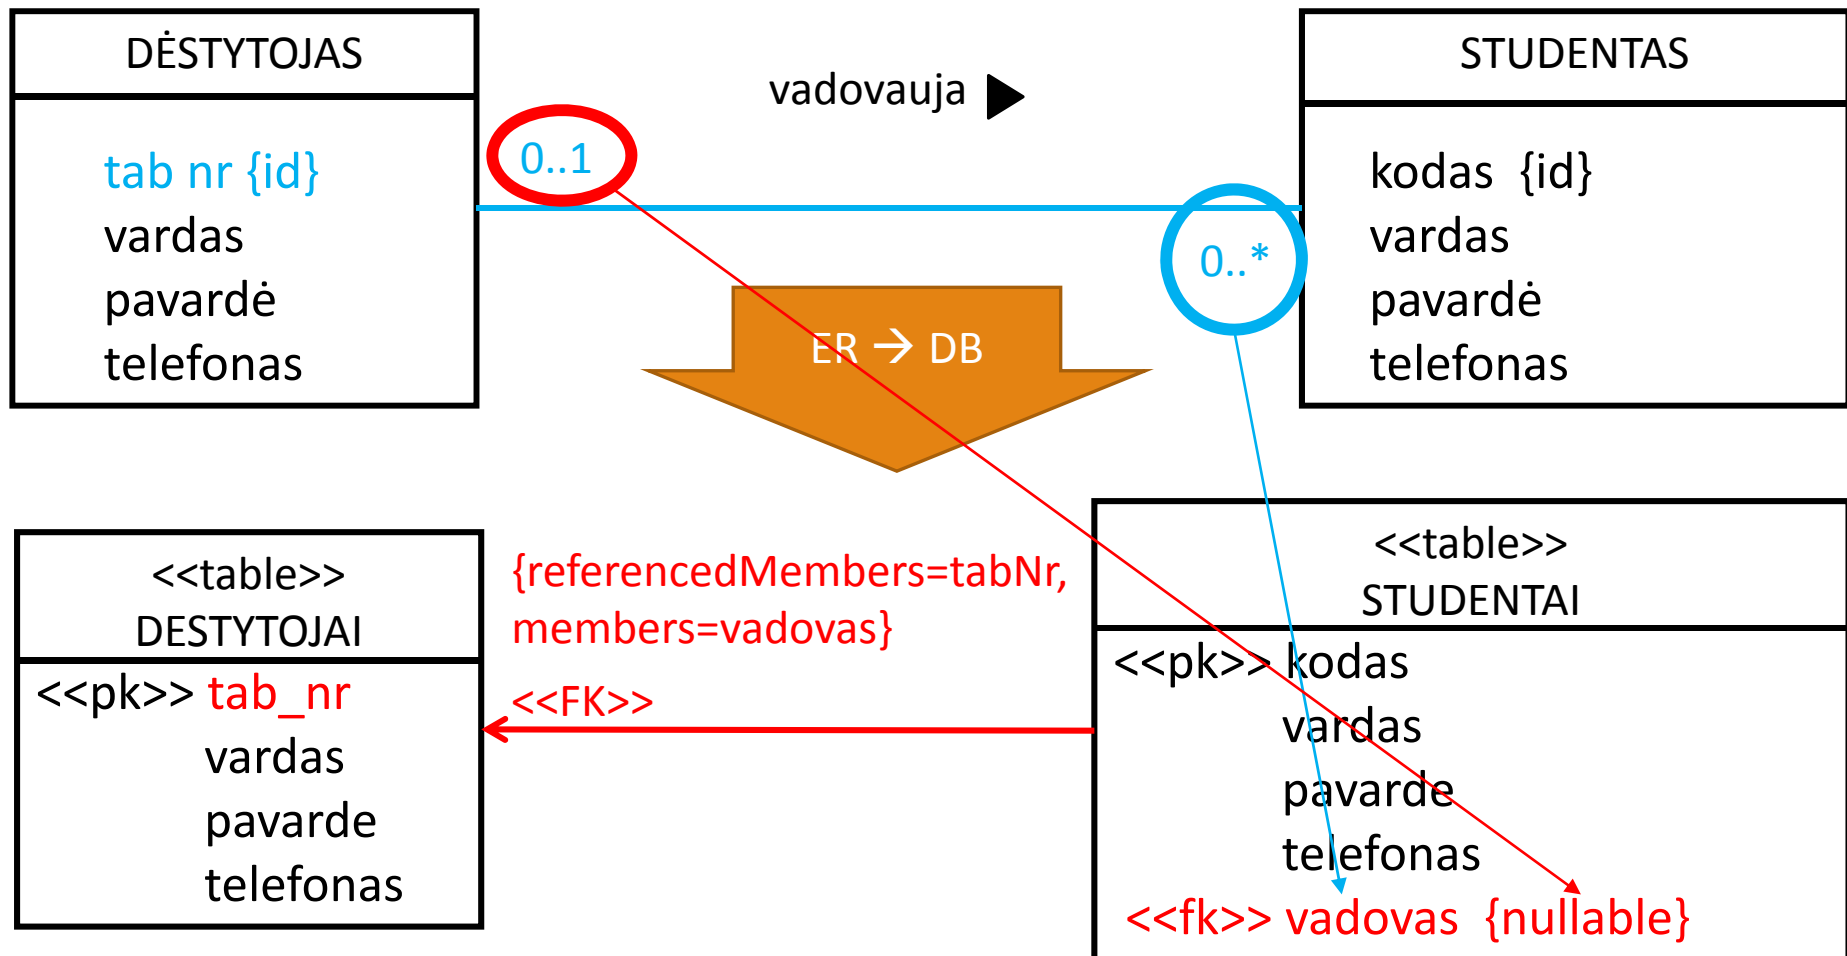 DĖSTYTOJAS
tab nr {id}
vardas
pavardė
telefonas
vadovauja
0..1
0..*
STUDENTAS
kodas {id}
vardas
pavardė
telefonas
ER → DB
<<table>>
DESTYTOJAI
<<pk>> tab_nr
vardas
pavarde
telefonas
{referencedMembers=tabNr,
members=vadovas}
<<FK>>
<<table>>
STUDENTAI
<<pk>> kodas
vardas
pavarde
telefonas
<<fk>> vadovas {nullable}